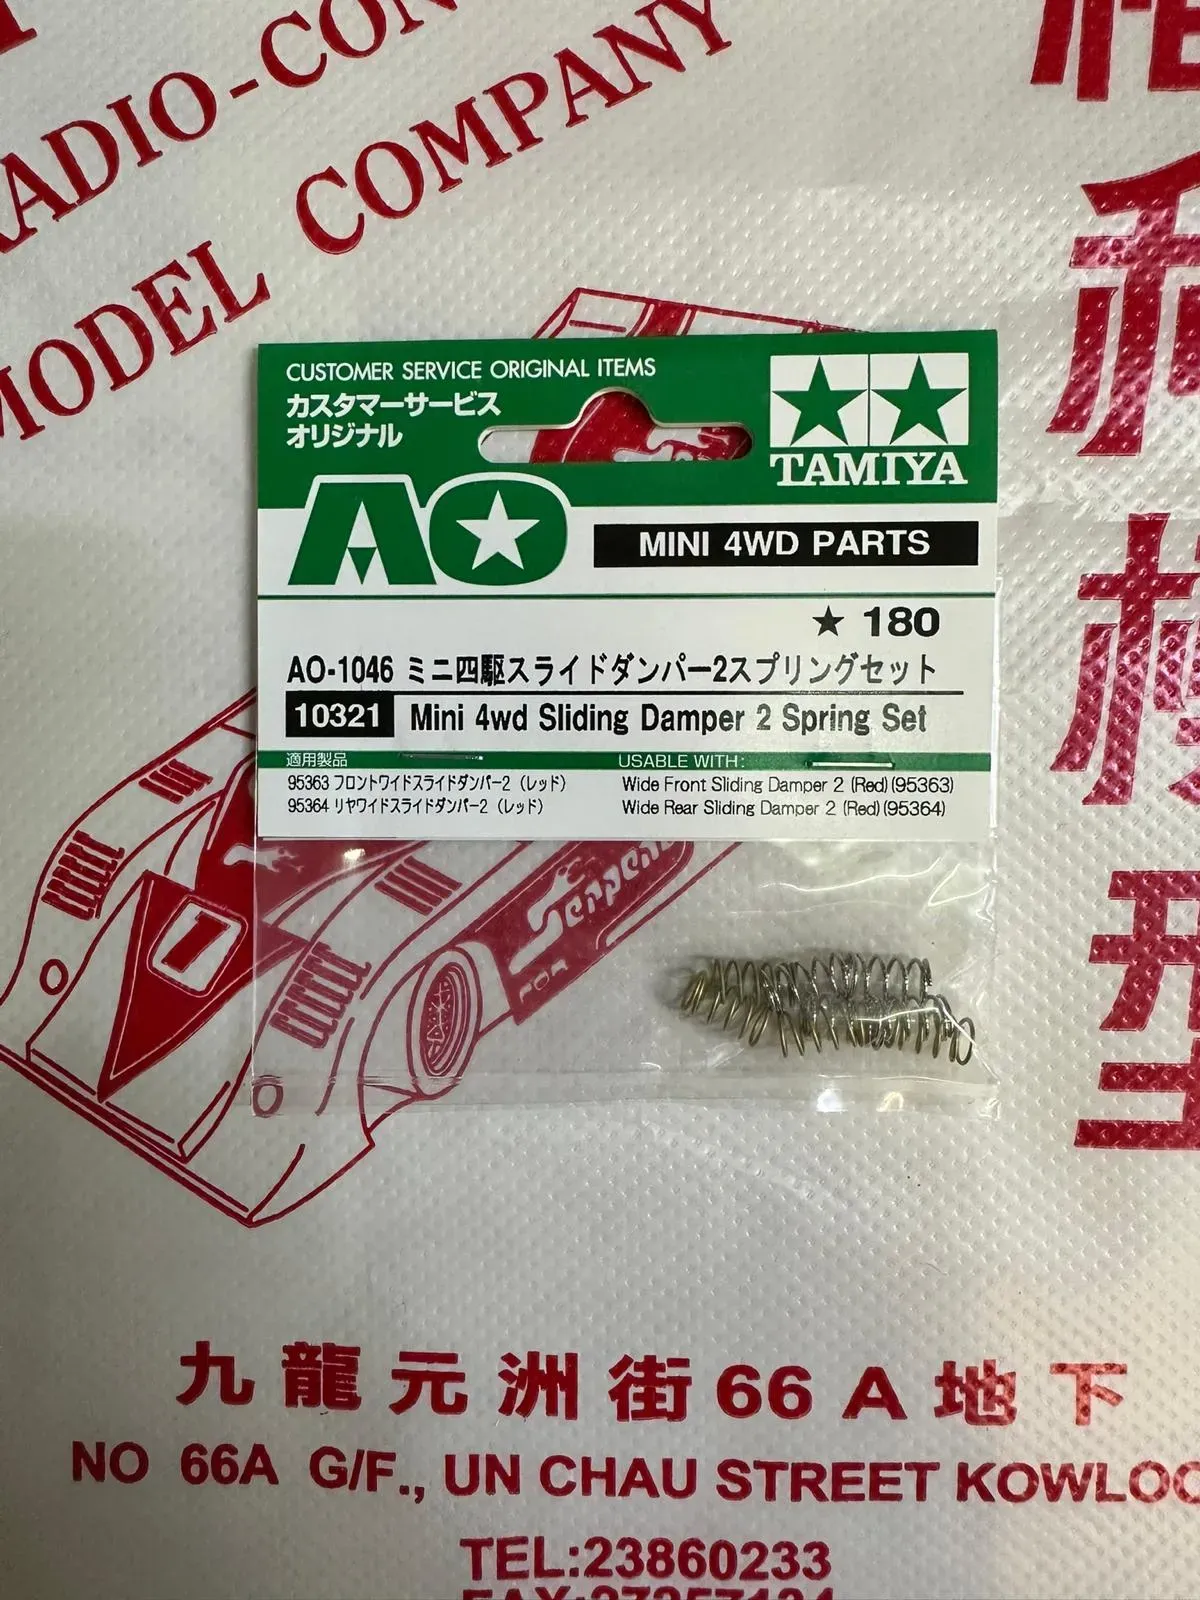 RADIO-CON
MODEL COMPANY
CUSTOMER SERVICE ORIGINAL ITEMS
カスタマーサービス
オリジナル
TAMIYA
AO
MINI 4WD PARTS
★ 180
AO-1046 ミニ四駆スライドダンパー2スプリングセット
10321 Mini 4wd Sliding Damper 2 Spring Set
適用製品
95363 フロントワイドスライドダンパー2（レッド）
95364 リヤワイドスライドダンパー2（レッド）
USABLE WITH:
Wide Front Sliding Damper 2 (Red) (95363)
Wide Rear Sliding Damper 2 (Red) (95364)
1
Serpent
九龍元洲街66A地下
NO 66A G/F., UN CHAU STREET KOWLOO
TEL:23860233